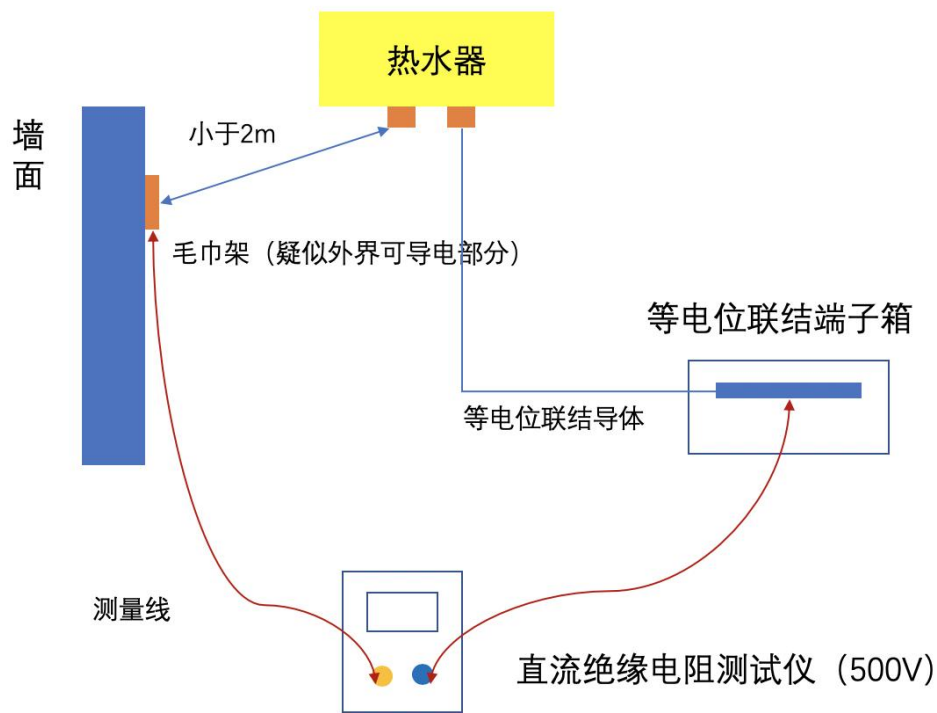 热水器
墙
面
小于2m
毛巾架（疑似外界可导电部分）
等电位联结端子箱
等电位联结导体
测量线
直流绝缘电阻测试仪（500V）